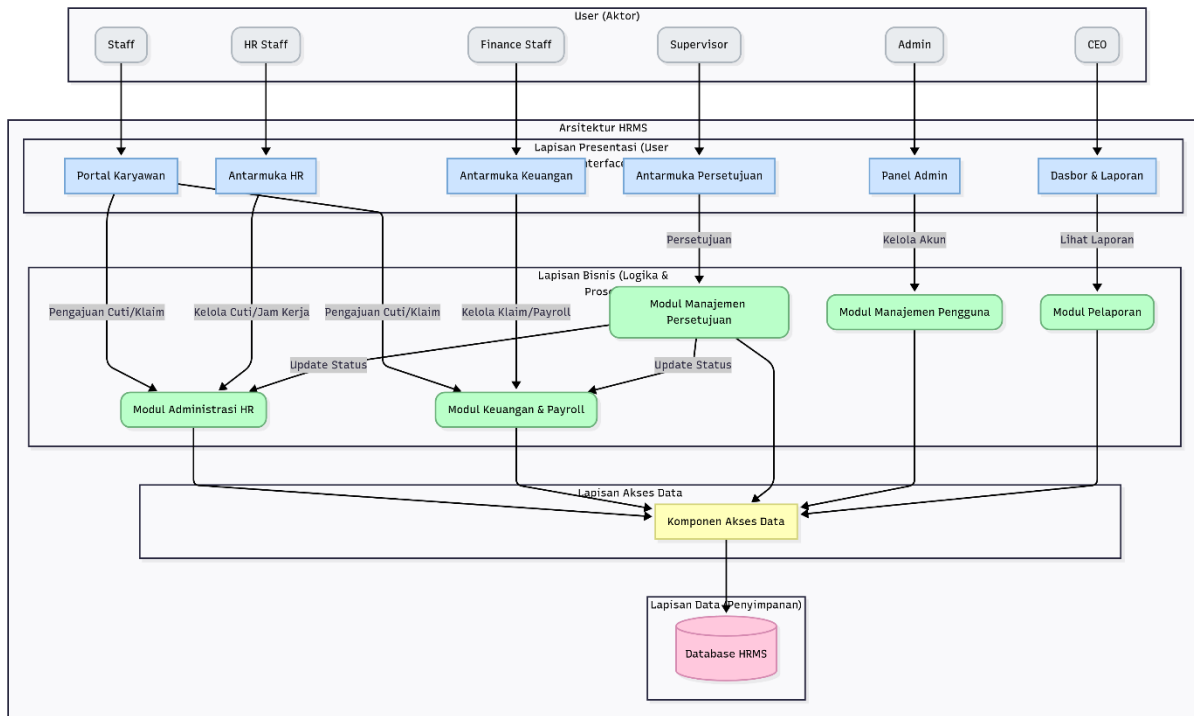 User (Aktor)
Staff
HR Staff
Finance Staff
Supervisor
Admin
CEO
Arsitektur HRMS
Lapisan Presentasi (User
nterface
Portal Karyawan
Antarmuka HR
Antarmuka Keuangan
Antarmuka Persetujuan
Panel Admin
Dasbor & Laporan
Persetujuan
Kelola Akun
Lihat Laporan
Lapisan Bisnis (Logika &
Pros
Pengajuan Cuti/Klaim
Kelola Cuti/Jam Kerja
Pengajuan Cuti/Klaim
Kelola Klaim/Payroll
Modul Manajemen
Persetujuan
Modul Manajemen Pengguna
Modul Pelaporan
Update Status
Update Status
Modul Administrasi HR
Modul Keuangan & Payroll
Lapisan Akses Data
Komponen Akses Data
Lapisan Data (Penyimpanan)
Database HRMS